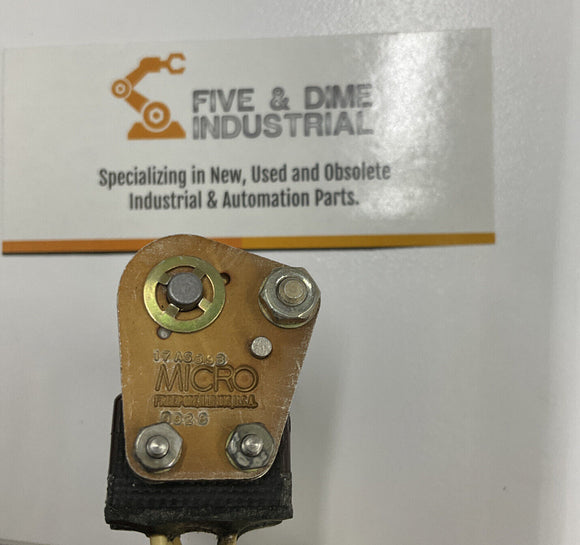 FIVE & DIME
INDUSTRIAL
Specializing in New, Used and Obsolete
Industrial & Automation Parts.
MICRO